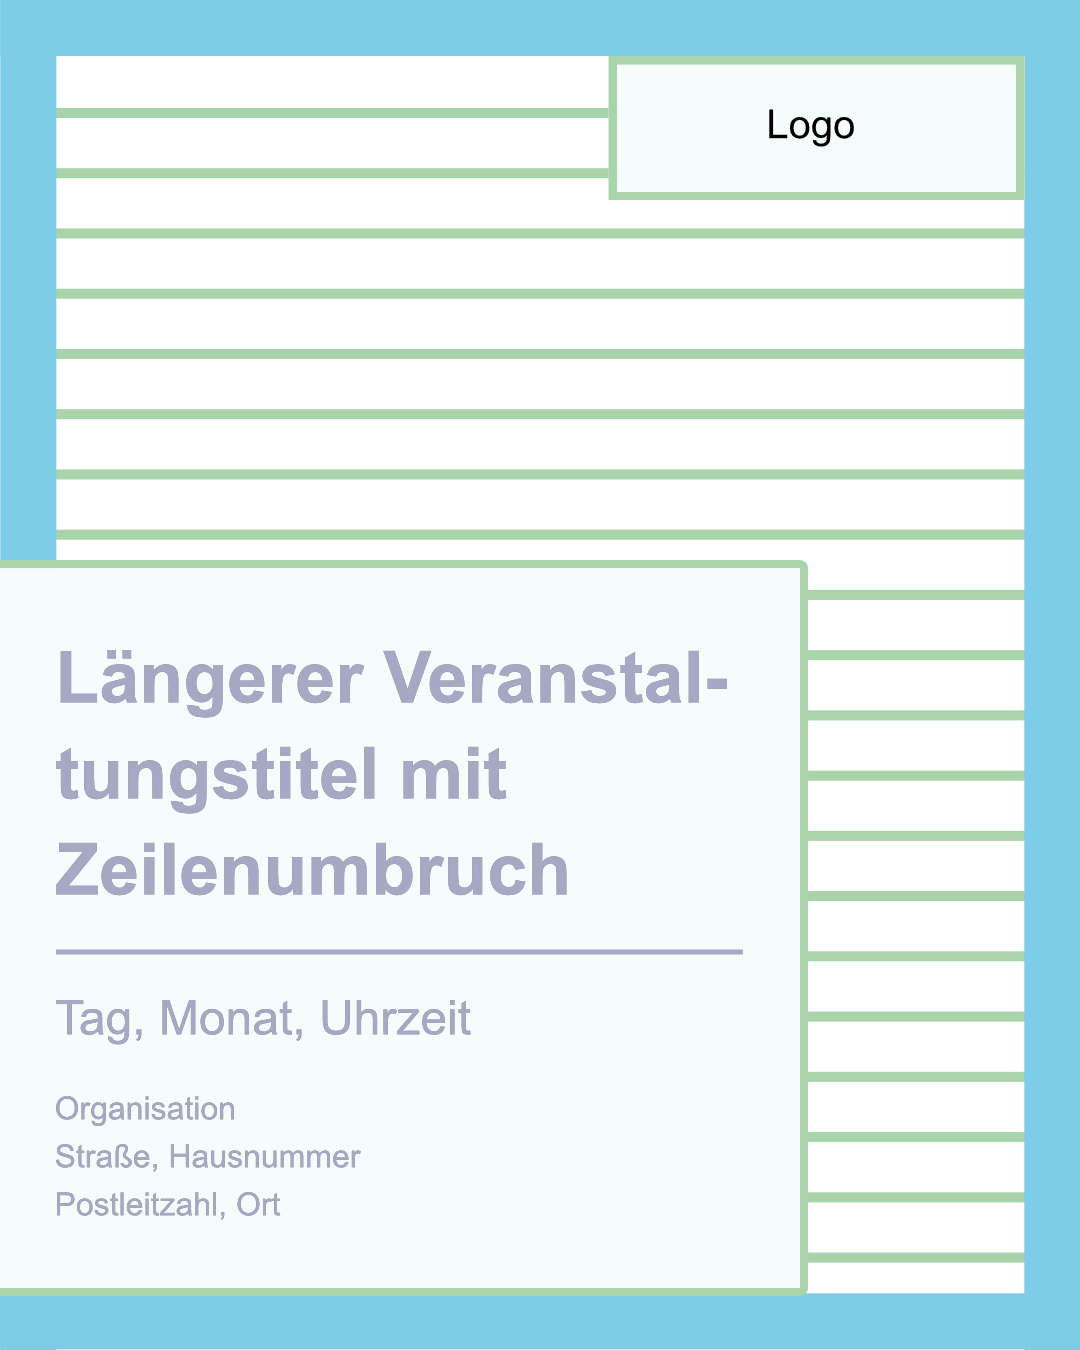 Logo
Längerer Veranstal-
tungstitel mit
Zeilenumbruch
Tag, Monat, Uhrzeit
Organisation
Straße, Hausnummer
Postleitzahl, Ort